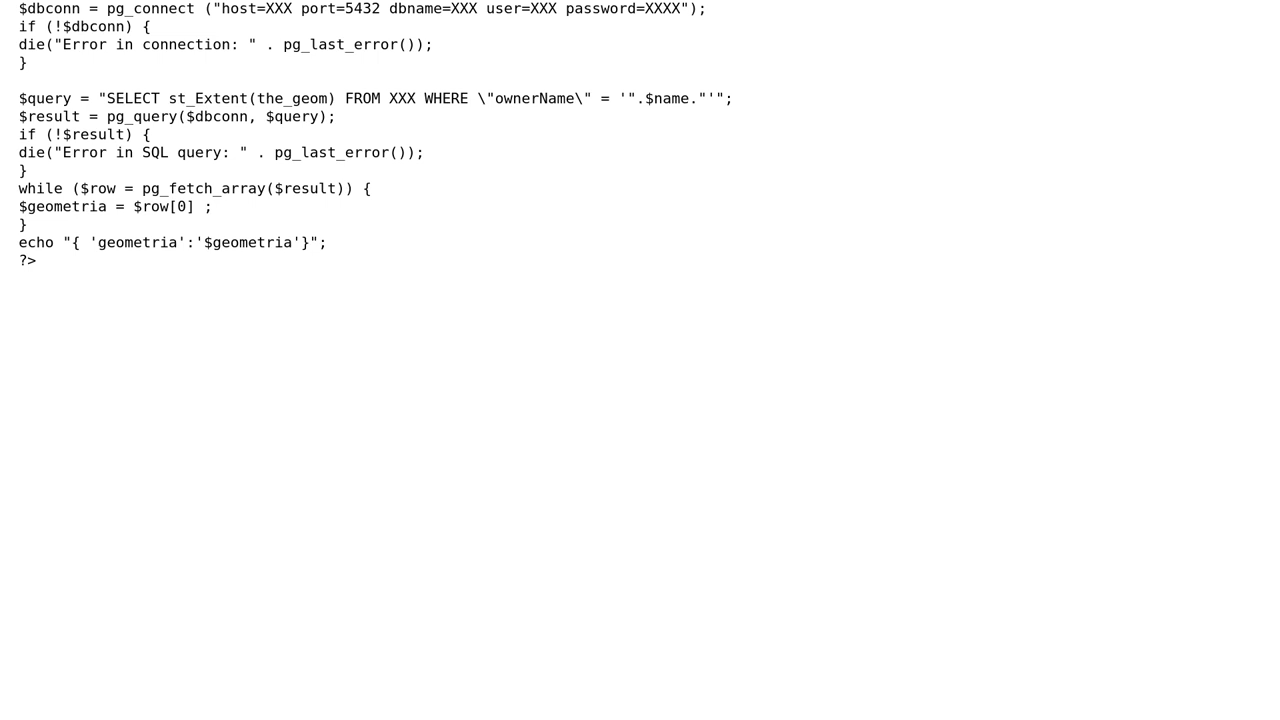 $dbconn = pg_connect ("host=XXX port=5432 dbname=XXX user=XXX password=XXXX");
if (!$dbconn) {
die("Error in connection: " . pg_last_error());
}
$query = "SELECT st_Extent(the_geom) FROM XXX WHERE \"ownerName\" = '".$name."'";
$result = pg_query($dbconn, $query);
if (!$result) {
die("Error in SQL query: " . pg_last_error());
}
while ($row = pg_fetch_array($result)) {
$geometria = $row[0] ;
}
echo "{ 'geometria':'$geometria'}";
?>